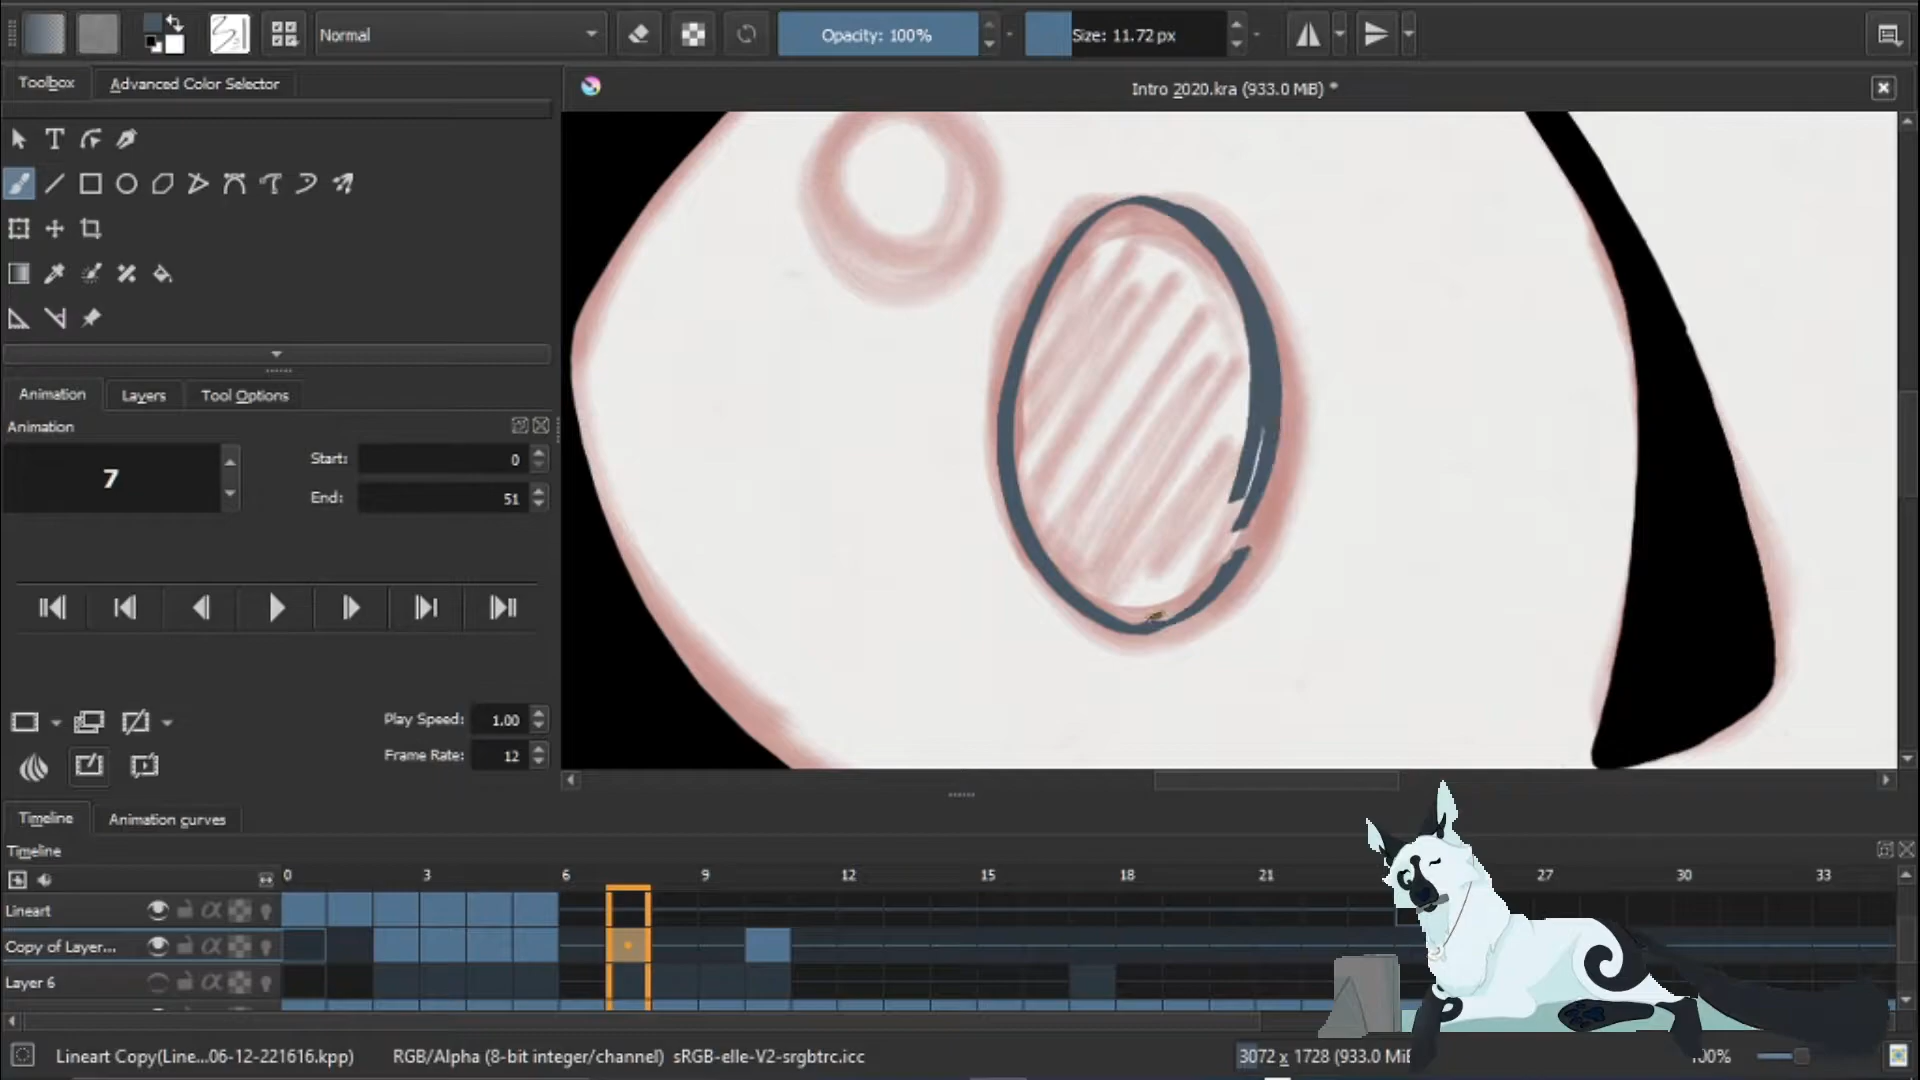 Normal
Opacity: 100%
Size: 11.72 px
Toolbox
Advanced Color Selector
Intro 2020.kra (933.0 MiB) *
Animation
Layers
Tool Options
Animation
7
Start:
0
End:
51
Play Speed:
1.00
Frame Rate:
12
Timeline
Animation curves
Timeline
0
3
6
9
12
15
18
21
27
30
33
Lineart
Copy of Layer...
Layer 6
Lineart Copy(Line...06-12-221616.kpp)
RGB/Alpha (8-bit integer/channel) sRGB-elle-V2-srgbtrc.icc
3072 x 1728 (933.0 MiB
100%